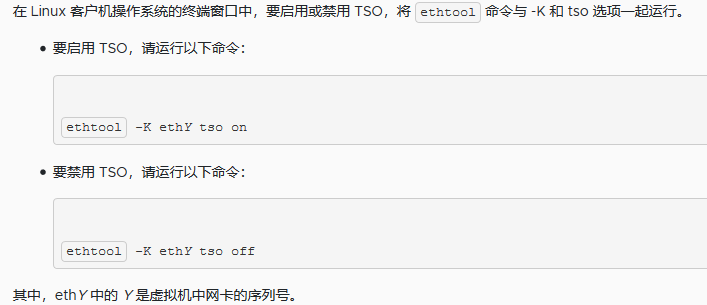 在 Linux 客户机操作系统的终端窗口中，要启用或禁用 TSO，将 ethtool 命令与 -K 和 tso 选项一起运行。
• 要启用 TSO，请运行以下命令：
ethtool -K ethY tso on
• 要禁用 TSO，请运行以下命令：
ethtool -K ethY tso off
其中，ethY 中的 Y 是虚拟机中网卡的序列号。